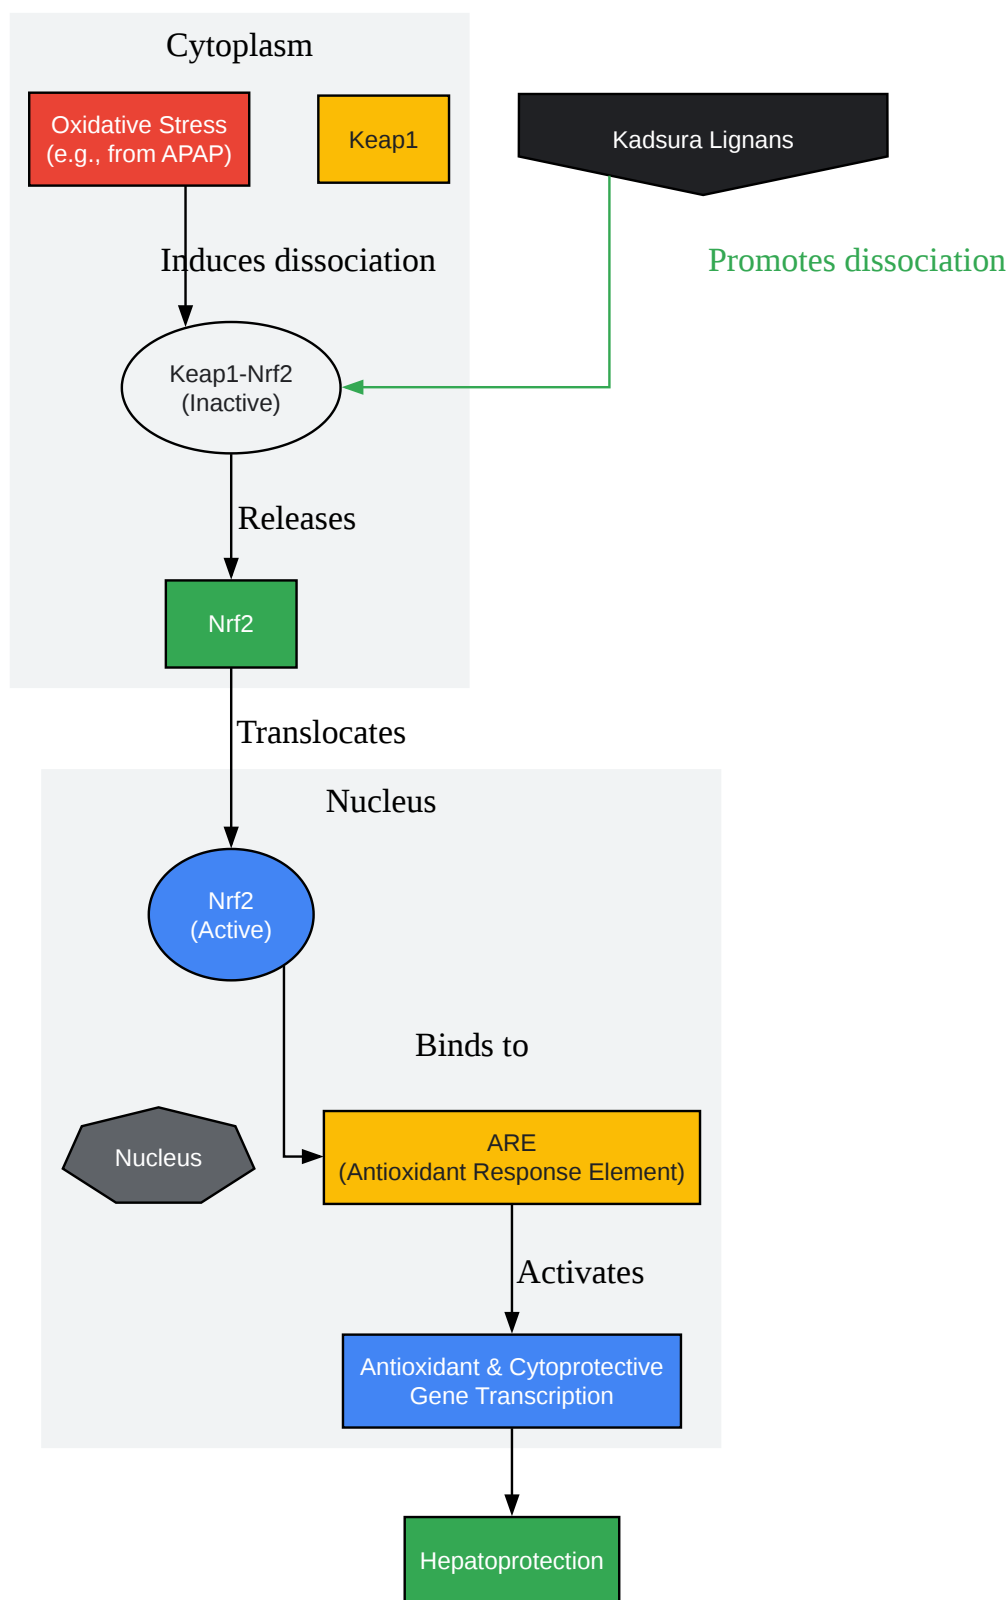 Cytoplasm
Oxidative Stress
(e.g., from APAP)
Keap1
Kadsura Lignans
Induces dissociation
Promotes dissociation
Keap1-Nrf2
(Inactive)
Releases
Nrf2
Translocates
Nucleus
Nrf2
(Active)
Binds to
Nucleus
ARE
(Antioxidant Response Element)
Activates
Antioxidant & Cytoprotective
Gene Transcription
Hepatoprotection